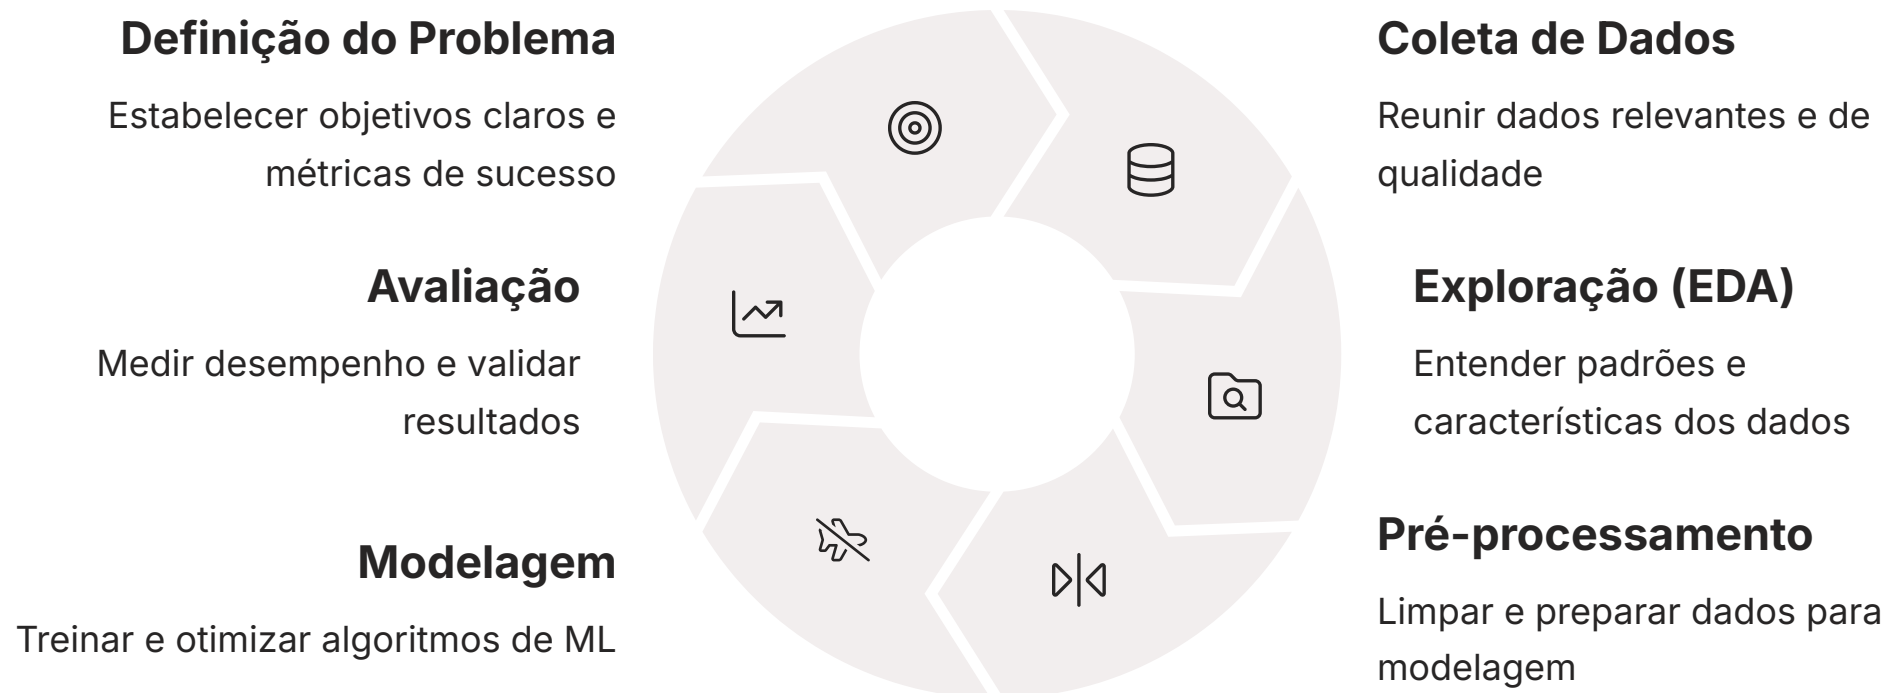 Definição do Problema
Estabelecer objetivos claros e
métricas de sucesso
Coleta de Dados
Reunir dados relevantes e de
qualidade
Avaliação
Medir desempenho e validar
resultados
Exploração (EDA)
Entender padrões e
características dos dados
Modelagem
Treinar e otimizar algoritmos de ML
Pré-processamento
Limpar e preparar dados para
modelagem